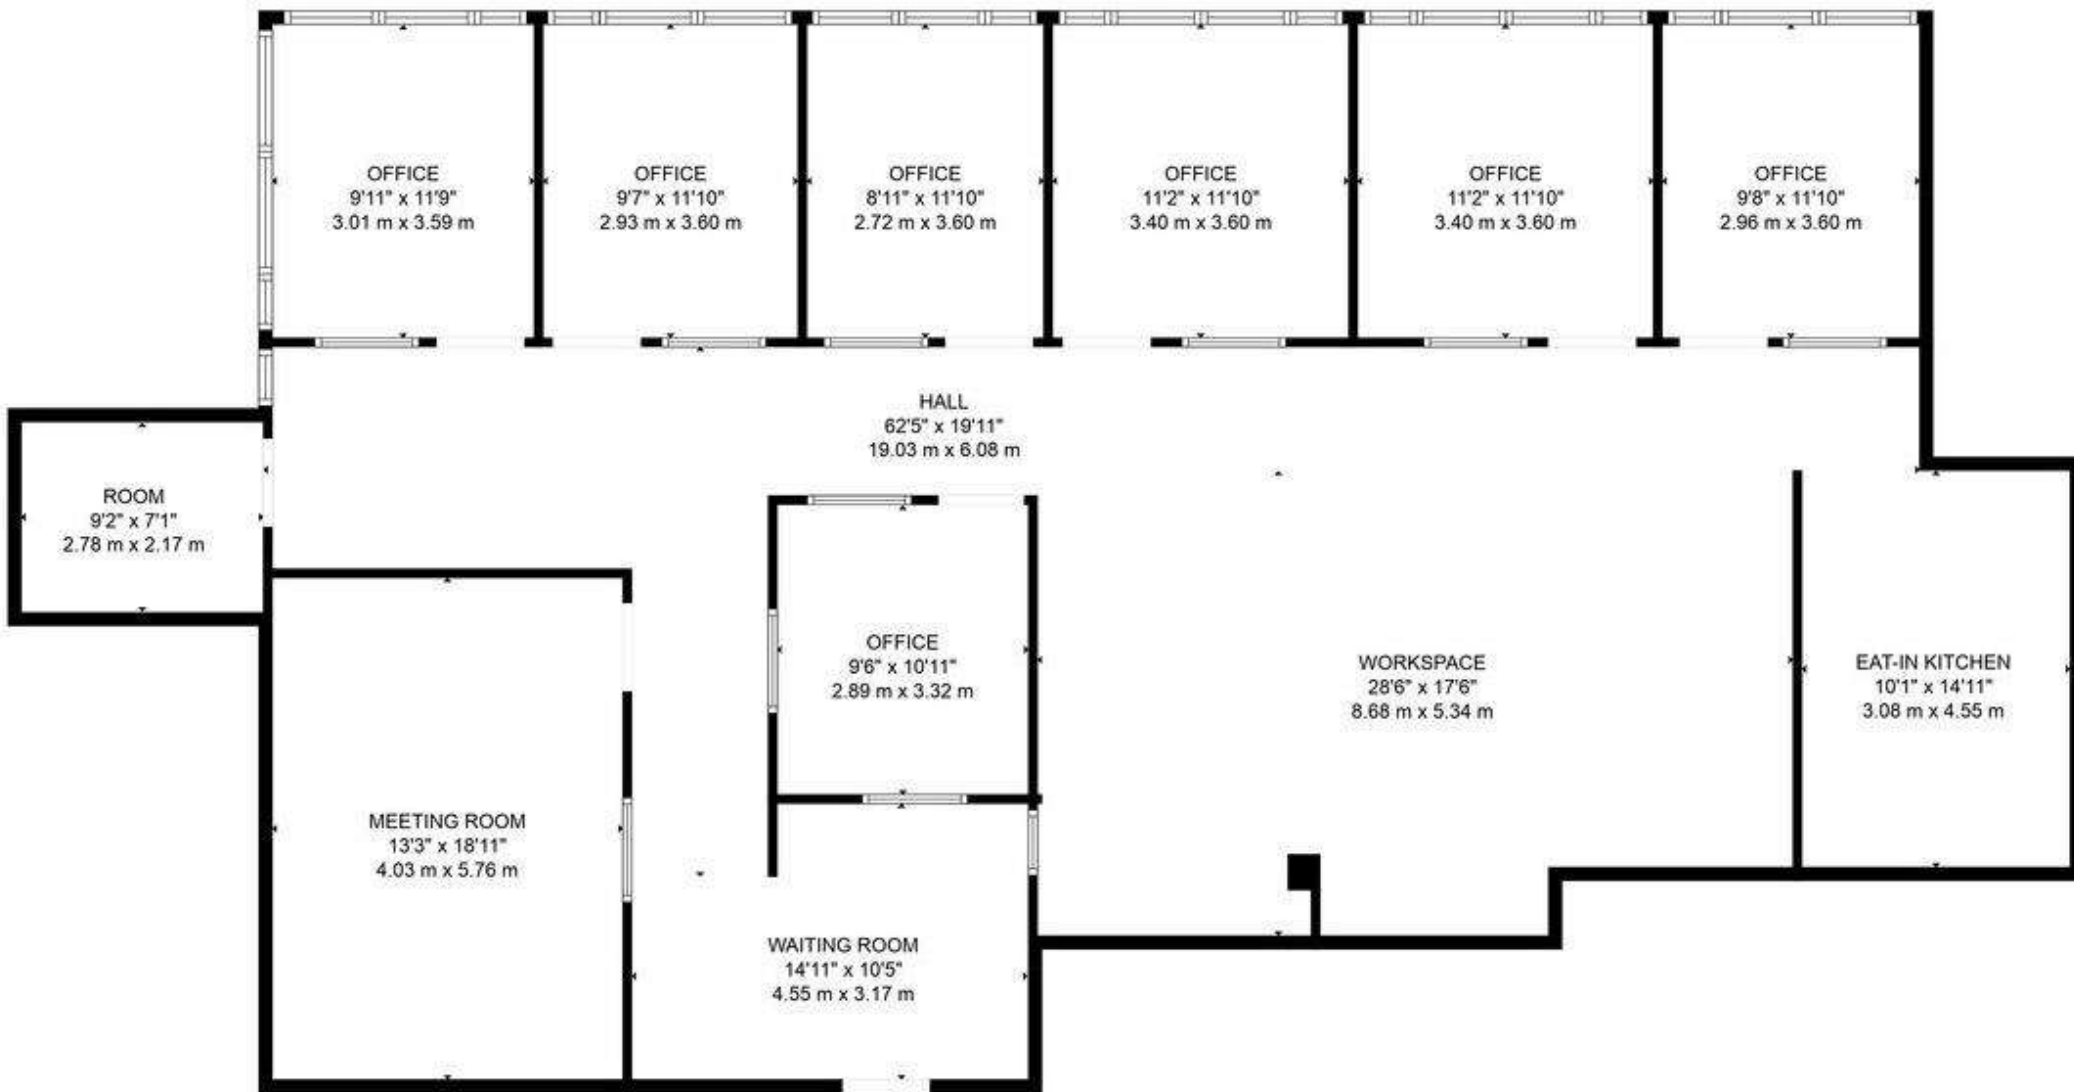 OFFICE
9'11" x 11'9"
3.01 m x 3.59 m
OFFICE
9'7" x 11'10"
2.93 m x 3.60 m
OFFICE
8'11" x 11'10"
2.72 m x 3.60 m
OFFICE
11'2" x 11'10"
3.40 m x 3.60 m
OFFICE
11'2" x 11'10"
3.40 m x 3.60 m
OFFICE
9'8" x 11'10"
2.96 m x 3.60 m
HALL
62'5" x 19'11"
19.03 m x 6.08 m
ROOM
9'2" x 7'1"
2.78 m x 2.17 m
OFFICE
9'6" x 10'11"
2.89 m x 3.32 m
WORKSPACE
28'6" x 17'6"
8.68 m x 5.34 m
EAT-IN KITCHEN
10'1" x 14'11"
3.08 m x 4.55 m
MEETING ROOM
13'3" x 18'11"
4.03 m x 5.76 m
WAITING ROOM
14'11" x 10'5"
4.55 m x 3.17 m